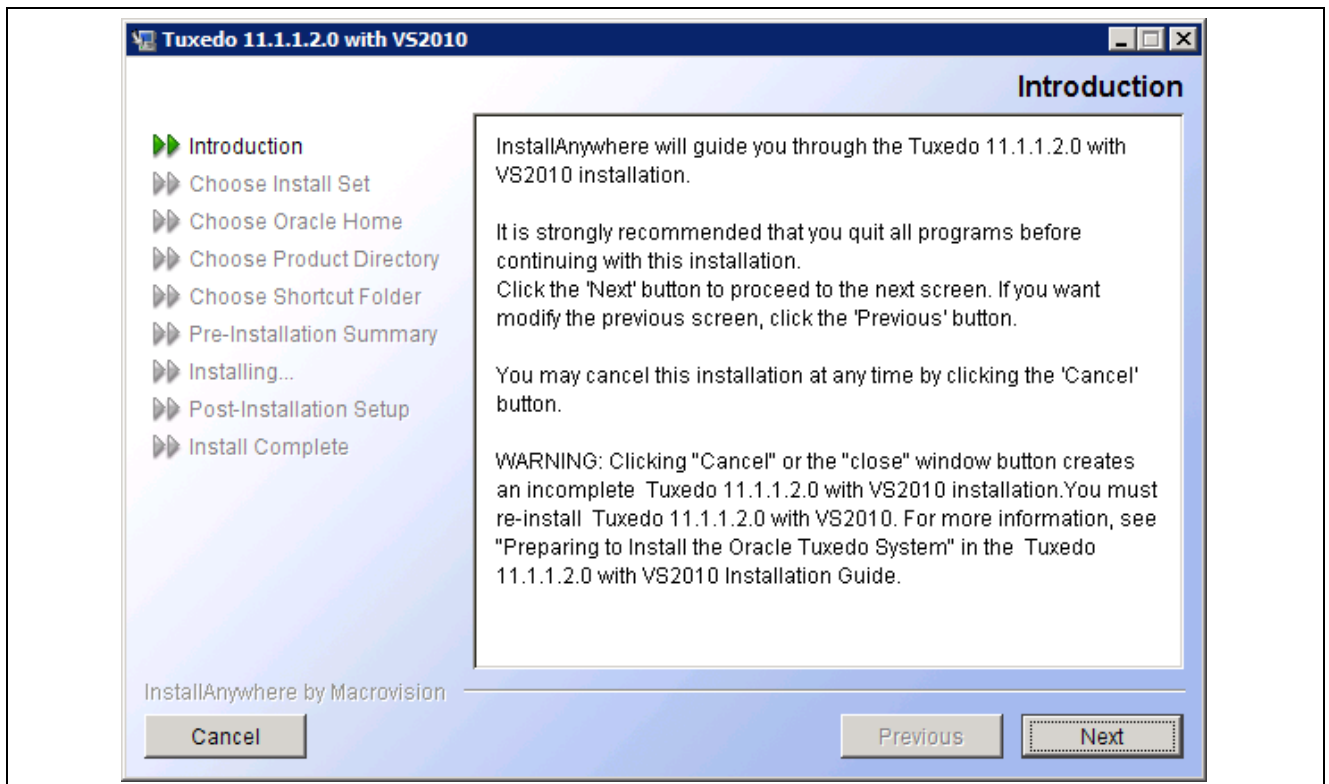 Tuxedo 11.1.1.2.0 with VS2010
Introduction
Introduction
Choose Install Set
Choose Oracle Home
Choose Product Directory
Choose Shortcut Folder
Pre-Installation Summary
Installing...
Post-Installation Setup
Install Complete
InstallAnywhere will guide you through the Tuxedo 11.1.1.2.0 with
VS2010 installation.
It is strongly recommended that you quit all programs before
continuing with this installation.
Click the 'Next' button to proceed to the next screen. If you want
modify the previous screen, click the 'Previous' button.
You may cancel this installation at any time by clicking the 'Cancel'
button.
WARNING: Clicking "Cancel" or the "close" window button creates
an incomplete  Tuxedo 11.1.1.2.0 with VS2010 installation.You must
re-install  Tuxedo 11.1.1.2.0 with VS2010. For more information, see
"Preparing to Install the Oracle Tuxedo System" in the  Tuxedo
11.1.1.2.0 with VS2010 Installation Guide.
InstallAnywhere by Macrovision
Cancel
Previous
Next